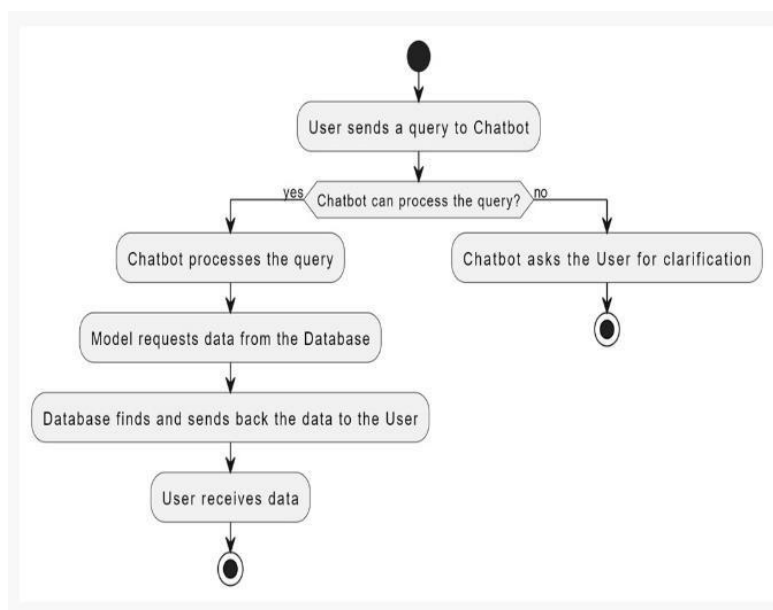 User sends a query to Chatbot
yes
Chatbot can process the query?
no
Chatbot processes the query
Chatbot asks the User for clarification
Model requests data from the Database
Database finds and sends back the data to the User
User receives data